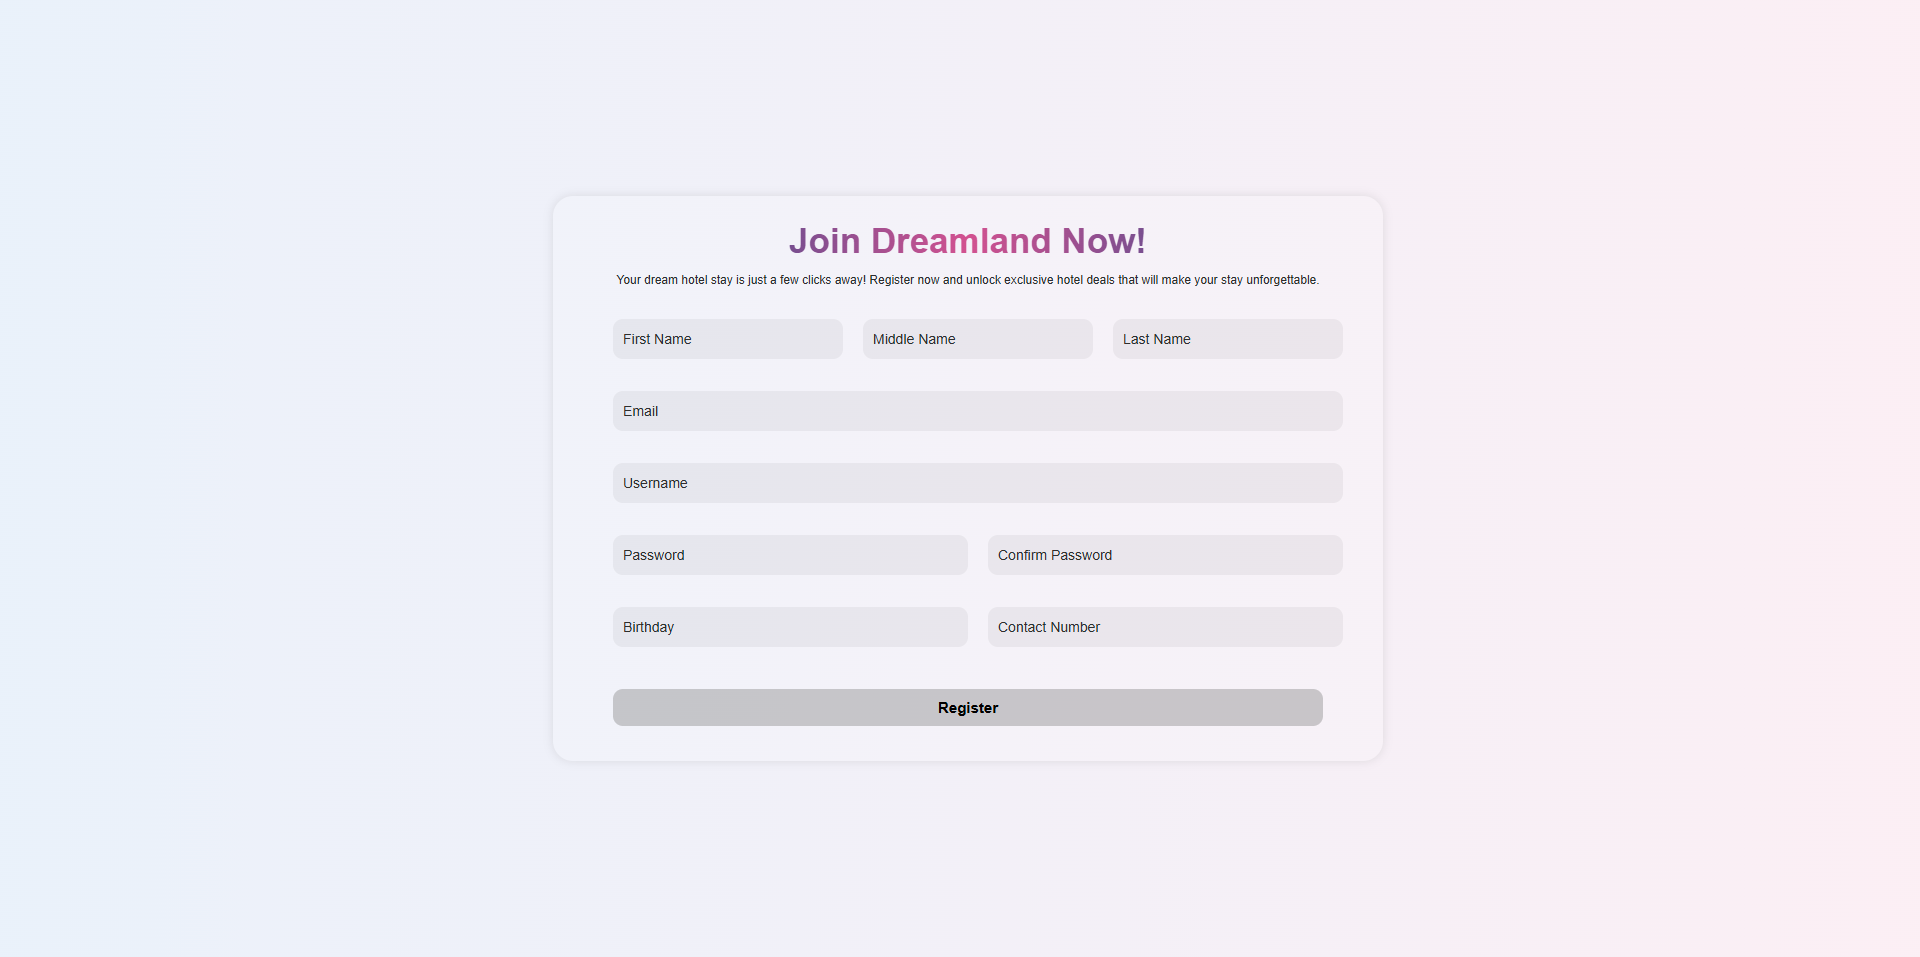 Join Dreamland Now!
Your dream hotel stay is just a few clicks away! Register now and unlock exclusive hotel deals that will make your stay unforgettable.
First Name
Middle Name
Last Name
Email
Username
Password
Confirm Password
Birthday
Contact Number
Register